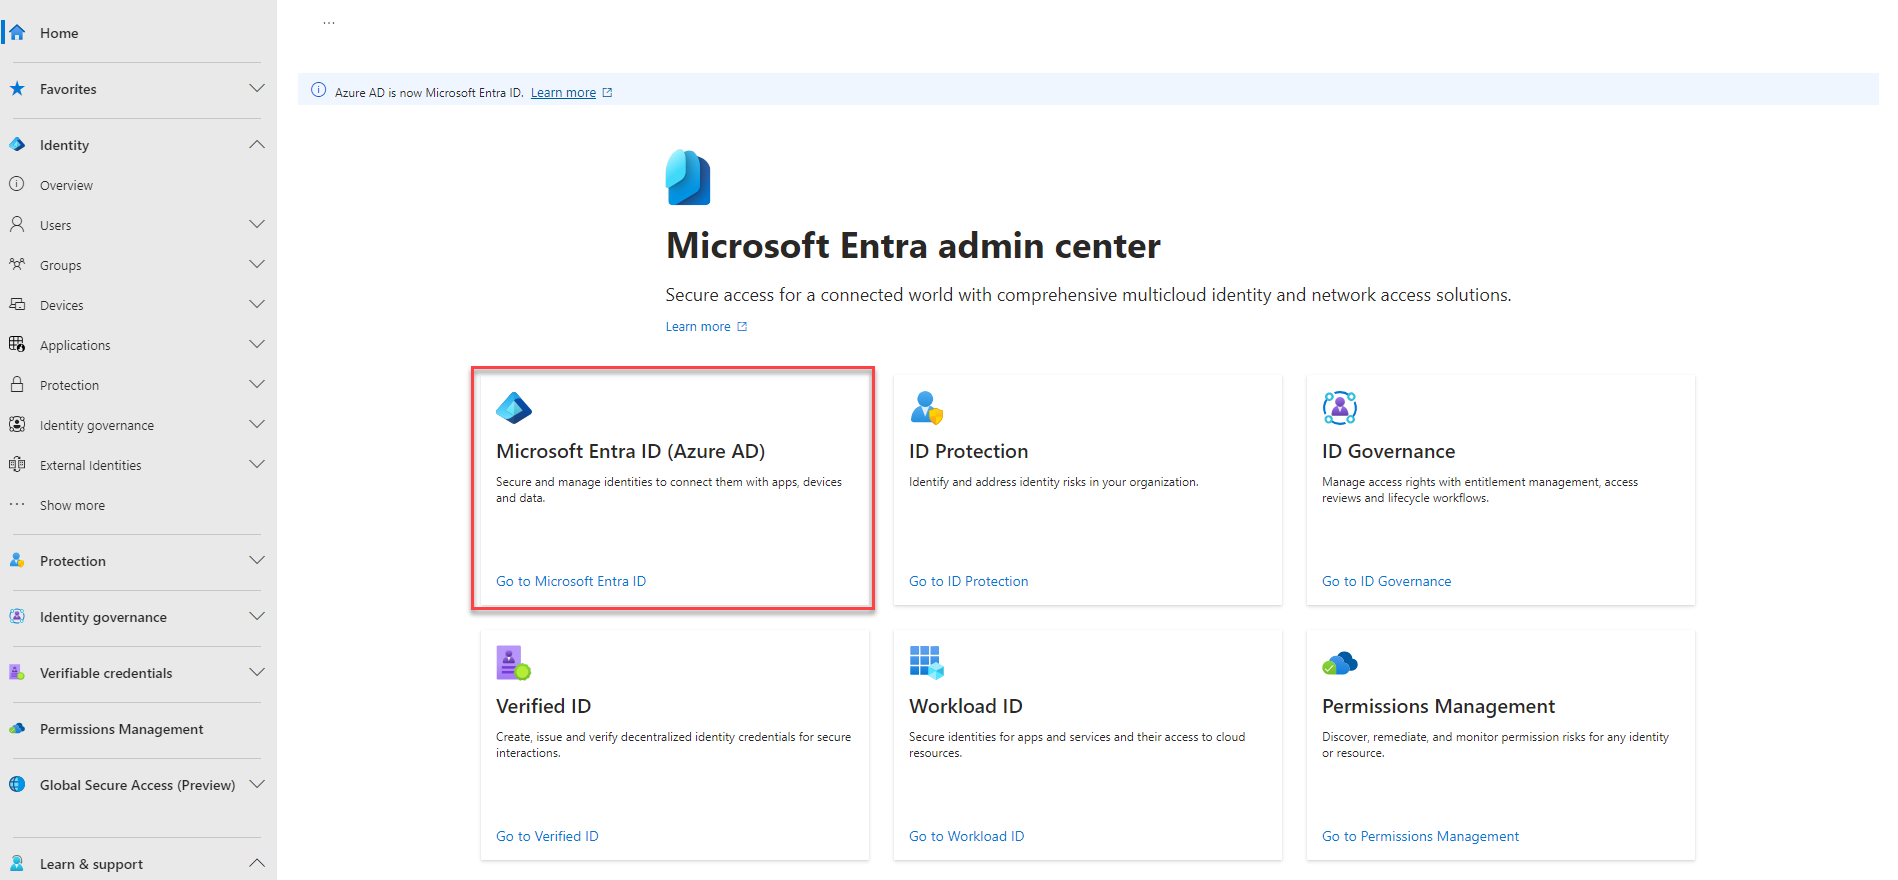 Home
Favorites
Identity
Overview
Users
Groups
Devices
Applications
Protection
Identity governance
External Identities
Show more
Protection
Identity governance
Verifiable credentials
Permissions Management
Global Secure Access (Preview)
Learn & support
...
Azure AD is now Microsoft Entra ID. Learn more
Microsoft Entra admin center
Secure access for a connected world with comprehensive multicloud identity and network access solutions.
Learn more
Microsoft Entra ID (Azure AD)
Secure and manage identities to connect them with apps, devices
and data.
Go to Microsoft Entra ID
ID Protection
Identify and address identity risks in your organization.
Go to ID Protection
ID Governance
Manage access rights with entitlement management, access
reviews and lifecycle workflows.
Go to ID Governance
Verified ID
Create, issue and verify decentralized identity credentials for secure
interactions.
Go to Verified ID
Workload ID
Secure identities for apps and services and their access to cloud
resources.
Go to Workload ID
Permissions Management
Discover, remediate, and monitor permission risks for any identity
or resource.
Go to Permissions Management